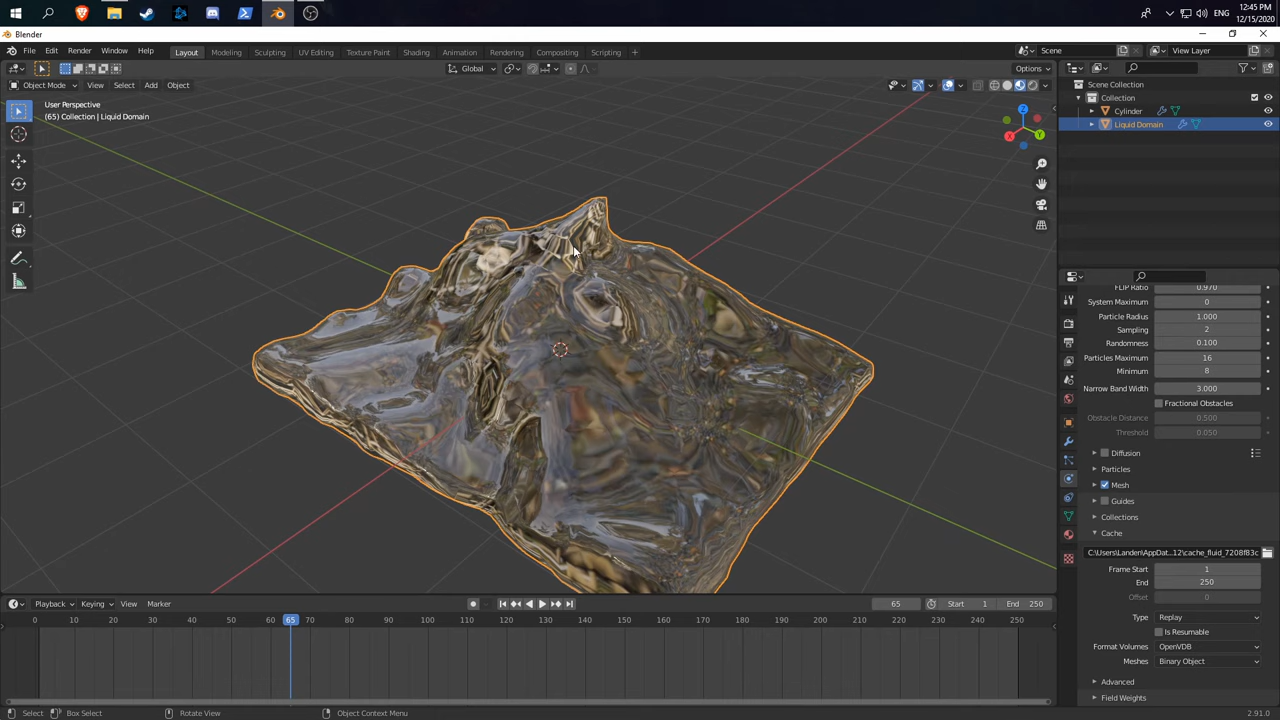 12:45 PM
ENG
12/15/2020
Blender
File Edit Window Help
Layout Modeling Sculpting UV Editing Texture Paint Shading Animation Rendering Compositing Scripting +
Scene
View Layer
Global
Options
Object Mode View Select Add Object
User Perspective
(65) Collection | Liquid Domain
Z
Y
X
Scene Collection
Collection
Cylinder
Liquid Domain
FLIP Ratio 0.970
System Maximum 0
Particle Radius 1.000
Sampling 2
Randomness 0.100
Particles Maximum 16
Minimum 8
Narrow Band Width 3.000
Fractional Obstacles
Obstacle Distance 0.500
Threshold 0.050
Diffusion
Particles
Mesh
Guides
Collections
Cache
C:\Users\Landen\AppDat...12\cache_fluid_7208f83c
Frame Start 1
End 250
Offset 0
Type Replay
Is Resumable
Format Volumes OpenVDB
Meshes Binary Object
Advanced
Field Weights
Playback Keying View Marker
65
Start 1 End 250
0 10 20 30 40 50 60 65 70 80 90 100 110 120 130 140 150 160 170 180 190 200 210 220 230 240 250
Select Box Select Rotate View Object Context Menu
2.91.0